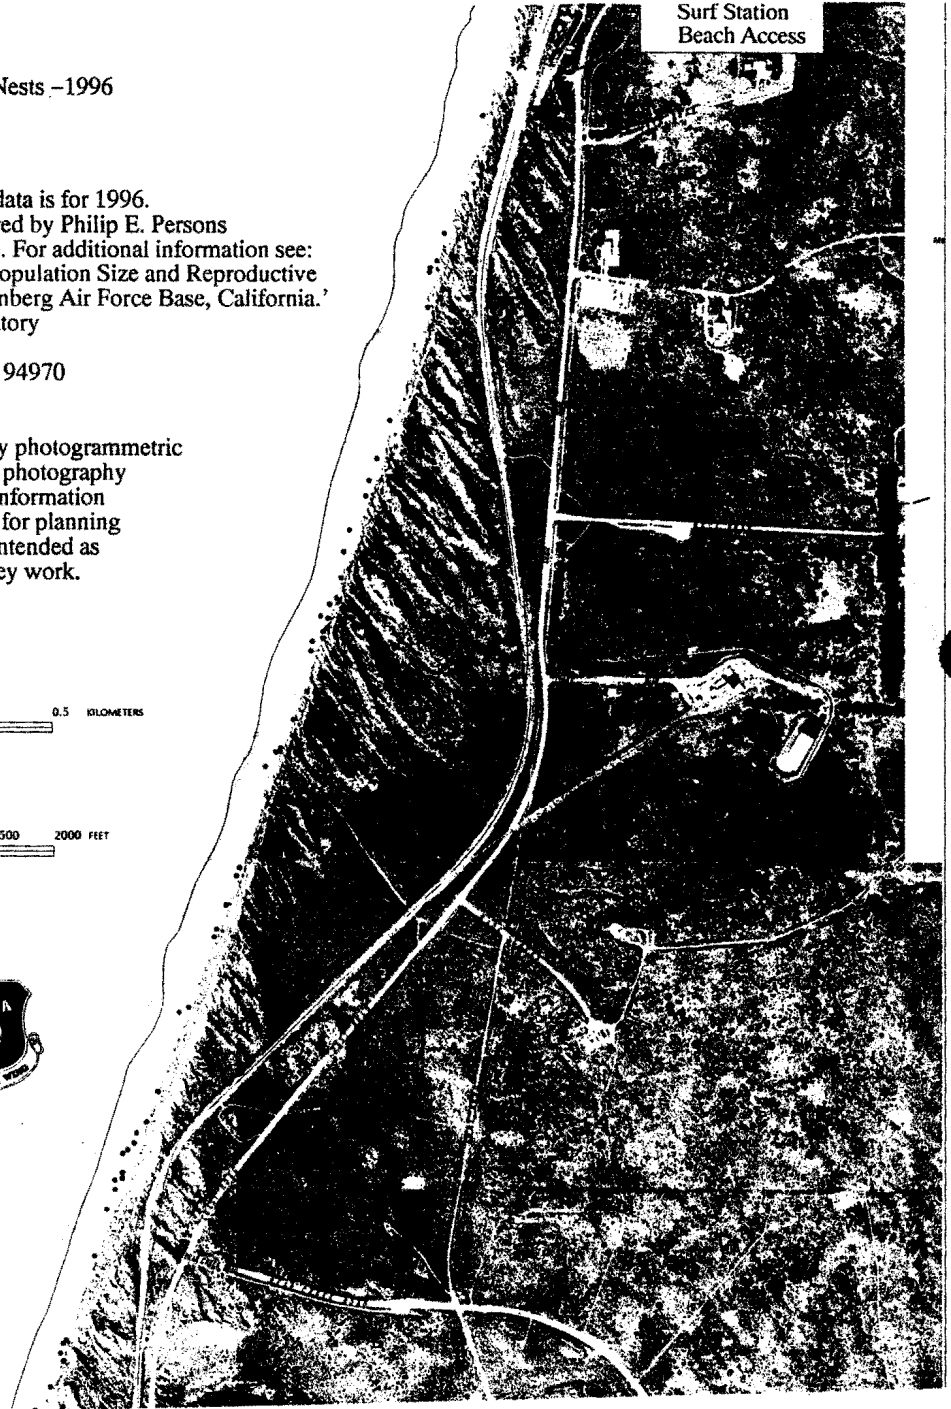 Surf Station
Beach Access
Nests –1996
data is for 1996.
red by Philip E. Persons
. For additional information see:
opulation Size and Reproductive
nberg Air Force Base, California.’
tory
94970
y photogrammetric
photography
nformation
for planning
ntended as
ey work.
0.5 KILOMETERS
500 2000 FEET
A
WING